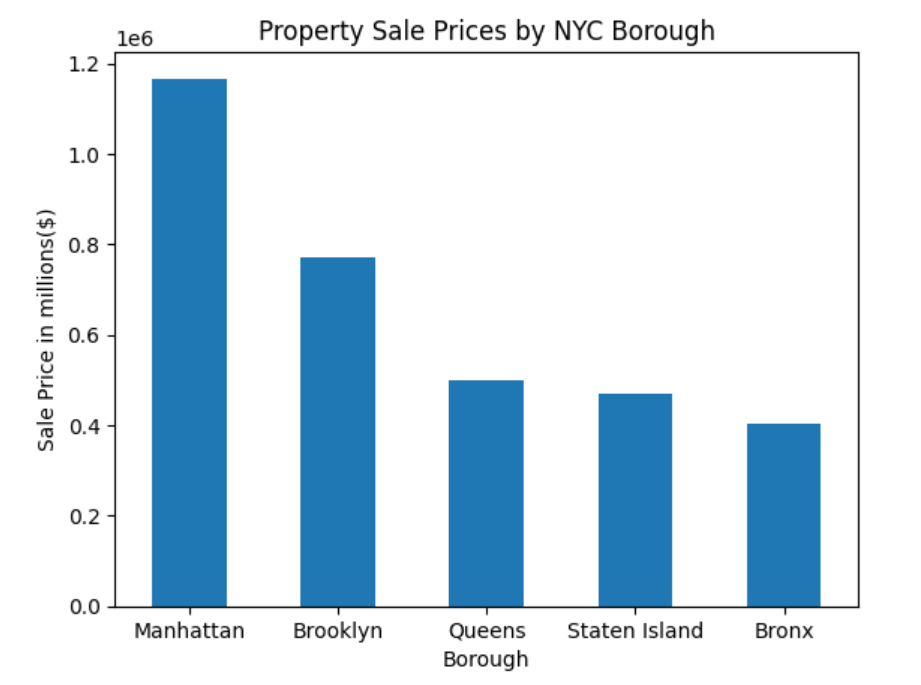 Property Sale Prices by NYC Borough
1e6
1.2
1.0
0.8
0.6
0.4
0.2
0.0
Sale Price in millions($)
Manhattan Brooklyn Queens Staten Island Bronx
Borough